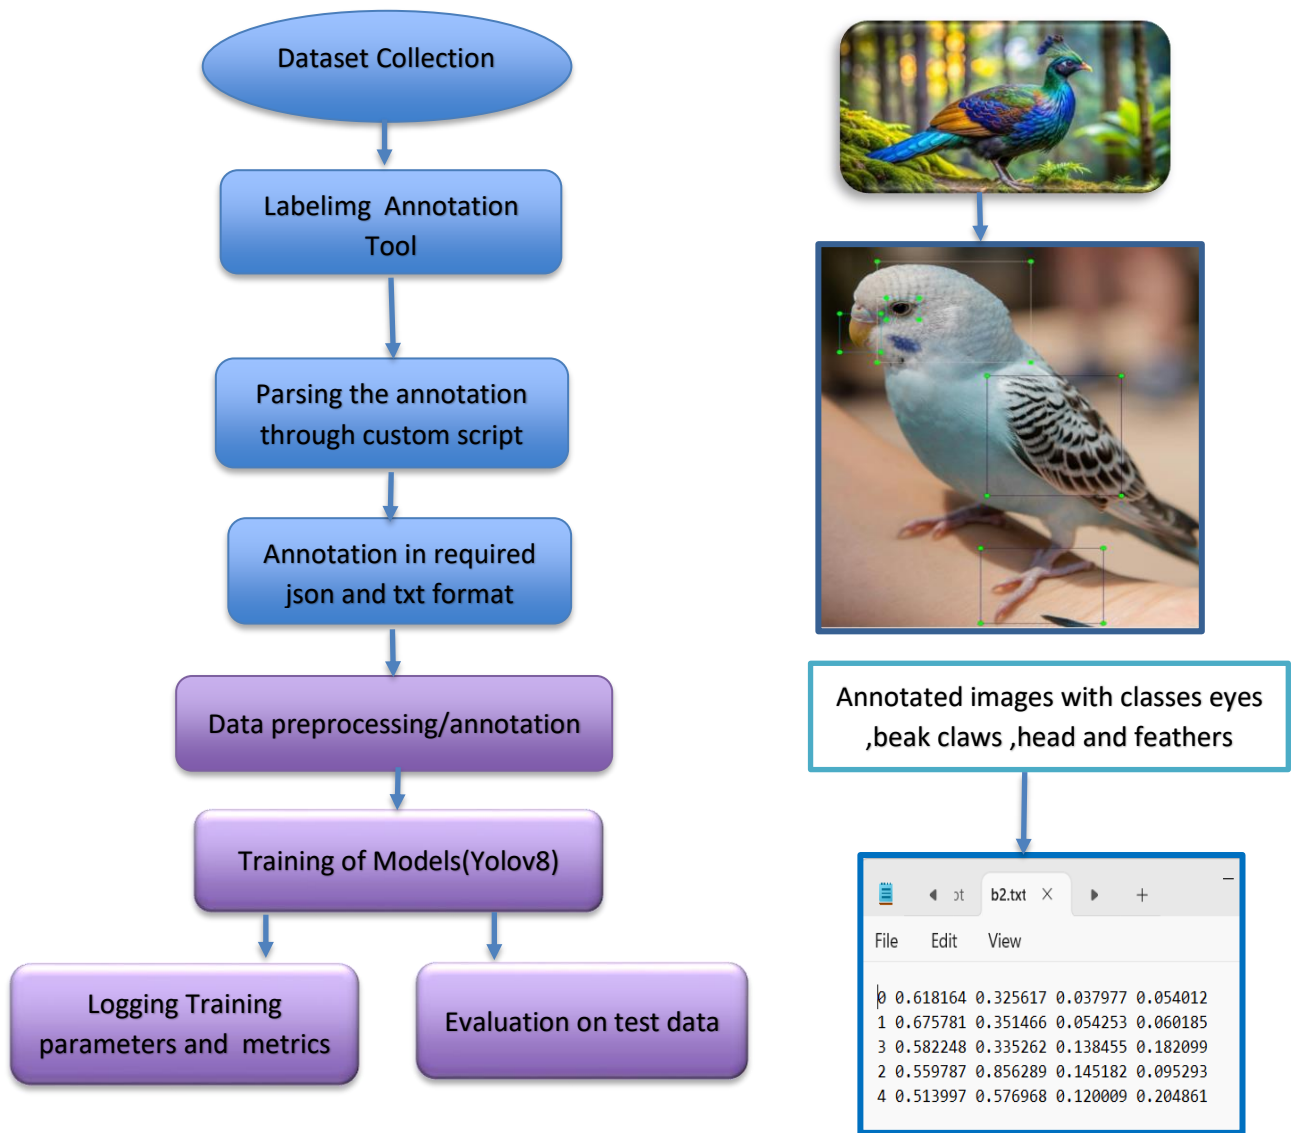 Dataset Collection
Labelimg Annotation
Tool
Parsing the annotation
through custom script
Annotation in required
json and txt format
Data preprocessing/annotation
Training of Models(Yolov8)
Logging Training
parameters and metrics
Evaluation on test data
Annotated images with classes eyes
,beak claws ,head and feathers
b2.txt
File Edit View
0 0.618164 0.325617 0.037977 0.054012
1 0.675781 0.351466 0.054253 0.060185
3 0.582248 0.335262 0.138455 0.182099
2 0.559787 0.856289 0.145182 0.095293
4 0.513997 0.576968 0.120009 0.204861